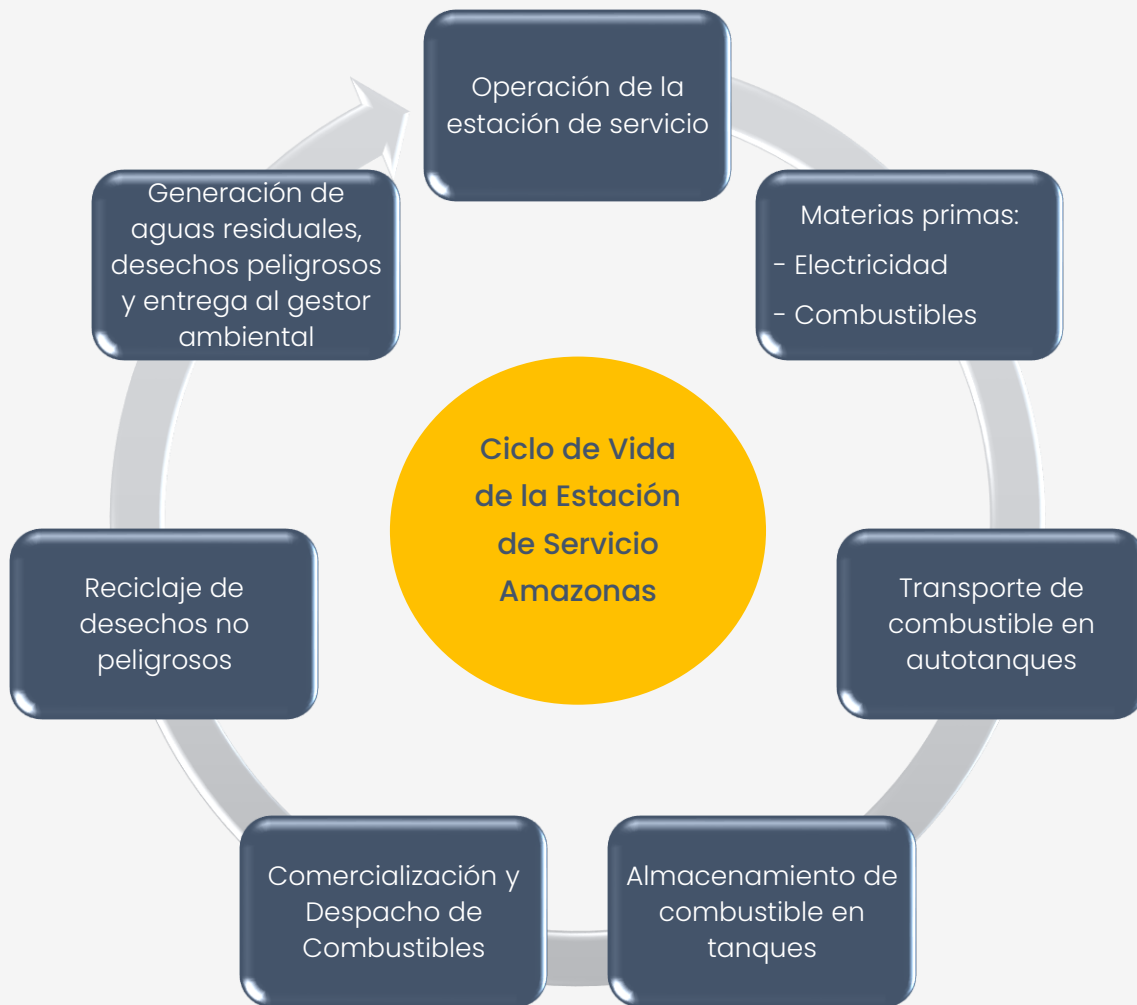 Operación de la
estación de servicio
Materias primas:
- Electricidad
- Combustibles
Transporte de
combustible en
autotanques
Almacenamiento de
combustible en
tanques
Comercialización y
Despacho de
Combustibles
Reciclaje de
desechos no
peligrosos
Generación de
aguas residuales,
desechos peligrosos
y entrega al gestor
ambiental
Ciclo de Vida
de la Estación
de Servicio
Amazonas